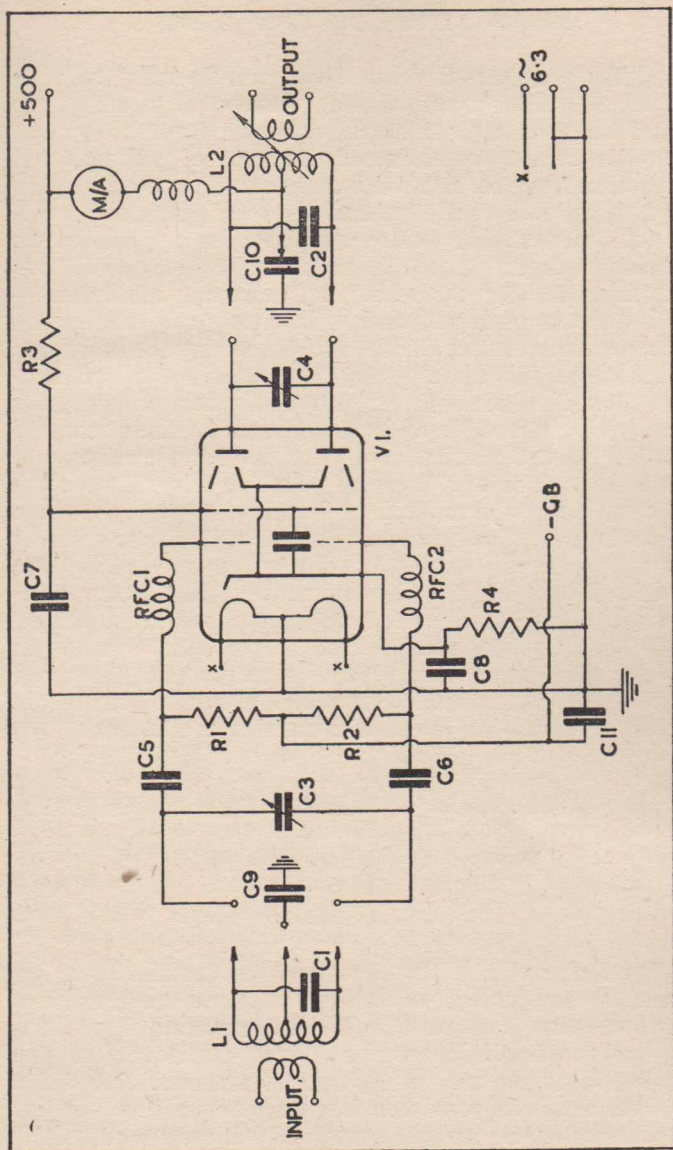 +500
M/A
R3
C7
OUTPUT
L2
C10
C2
C4
V1.
RFC1
RFC2
x
x
C5
R1
R2
C6
C3
C9
C8
R4
C11
-GB
L1
C1
INPUT.
x
~
6·3